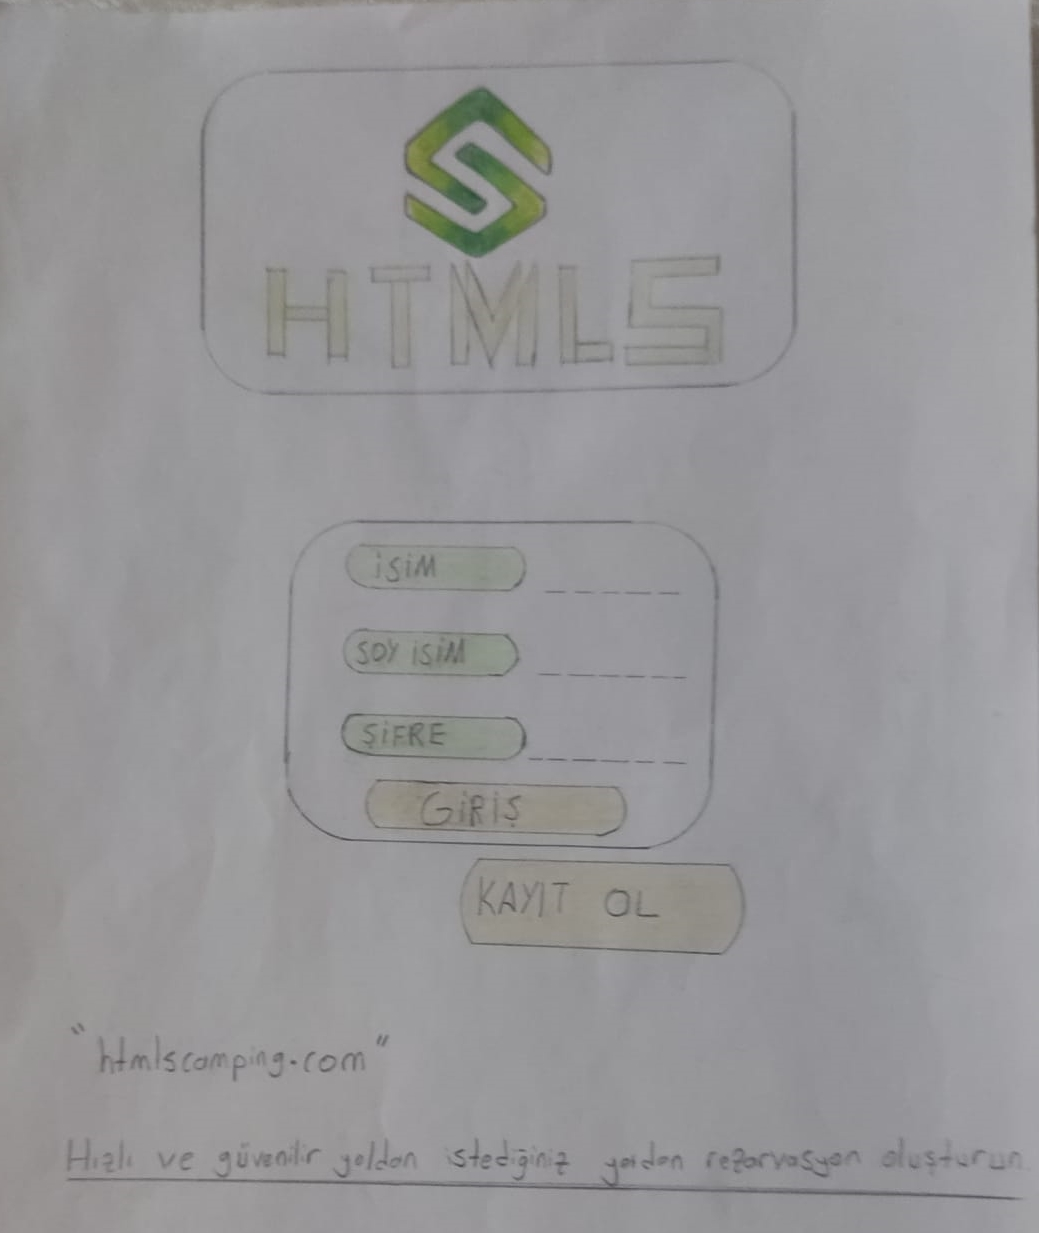 HTMLS
İSİM
SOY İSİM
ŞİFRE
GİRİŞ
KAYIT OL
"htmlscamping.com"
Hızlı ve güvenilir yoldan istediğiniz yerden rezarvasyon oluşturun